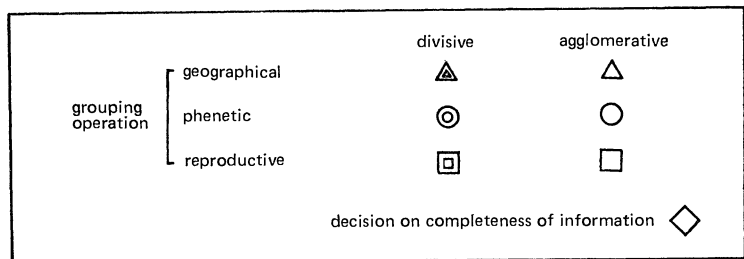 divisive agglomerative
geographical
grouping
operation
phenetic
reproductive
decision on completeness of information